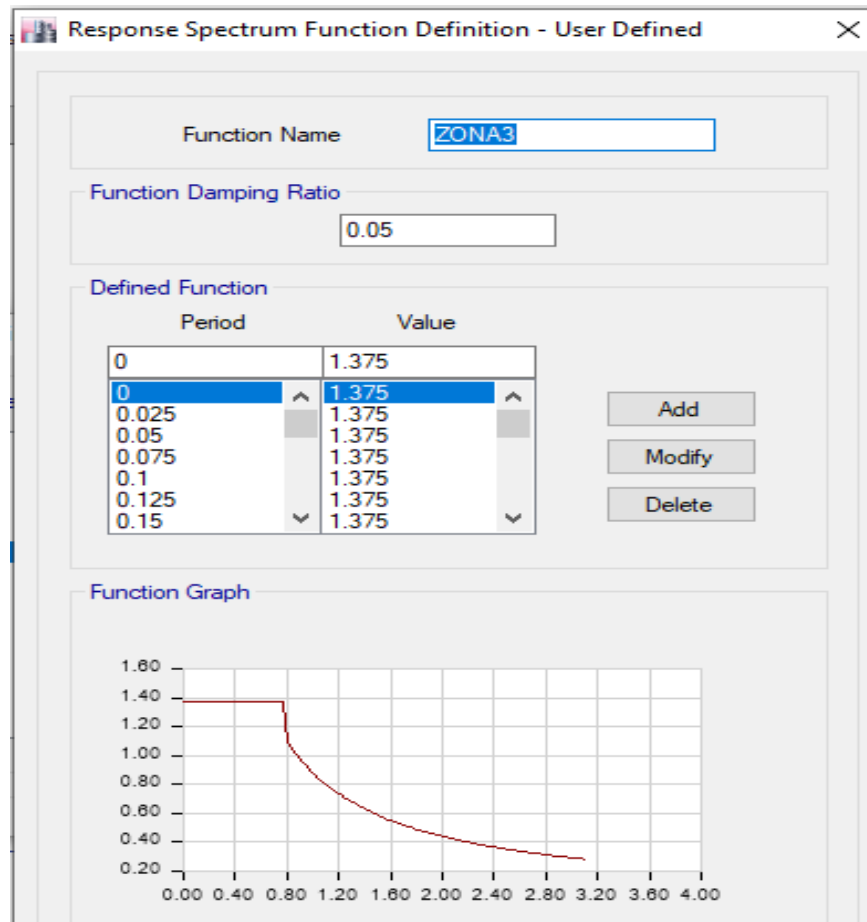 Response Spectrum Function Definition - User Defined
Function Name
ZONA3
Function Damping Ratio
0.05
Defined Function
Period Value
0 1.375
0 1.375
0.025 1.375
0.05 1.375
0.075 1.375
0.1 1.375
0.125 1.375
0.15 1.375
Add
Modify
Delete
Function Graph
1.60
1.40
1.20
1.00
0.80
0.60
0.40
0.20
0.00 0.40 0.80 1.20 1.60 2.00 2.40 2.80 3.20 3.60 4.00